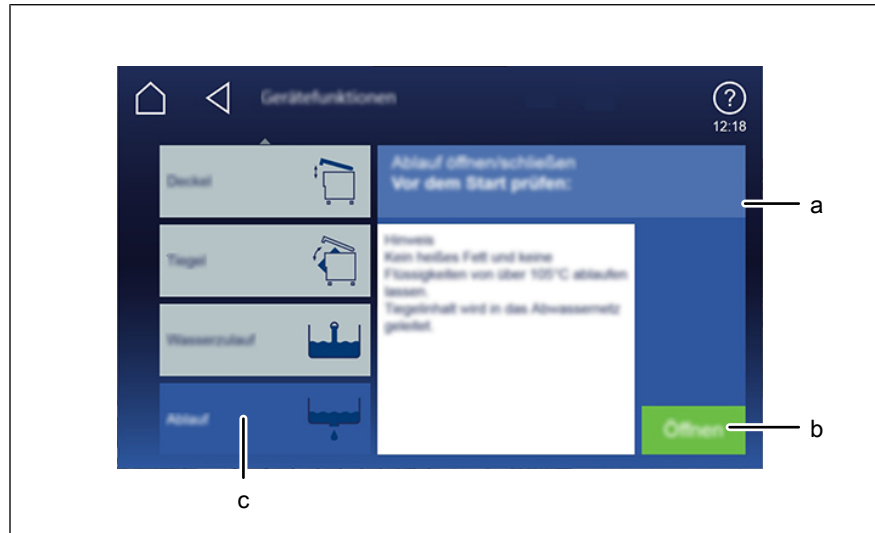 Gerätefunktionen
12:18
Deckel
Tiegel
Wasserzulauf
Ablauf
Ablauf öffnen/schließen
Vor dem Start prüfen:
Hinweis
Kein heißes Fett und keine
Flüssigkeiten von über 105°C ablaufen
lassen.
Tiegelinhalt wird in das Abwassernetz
geleitet.
Öffnen
a
b
c